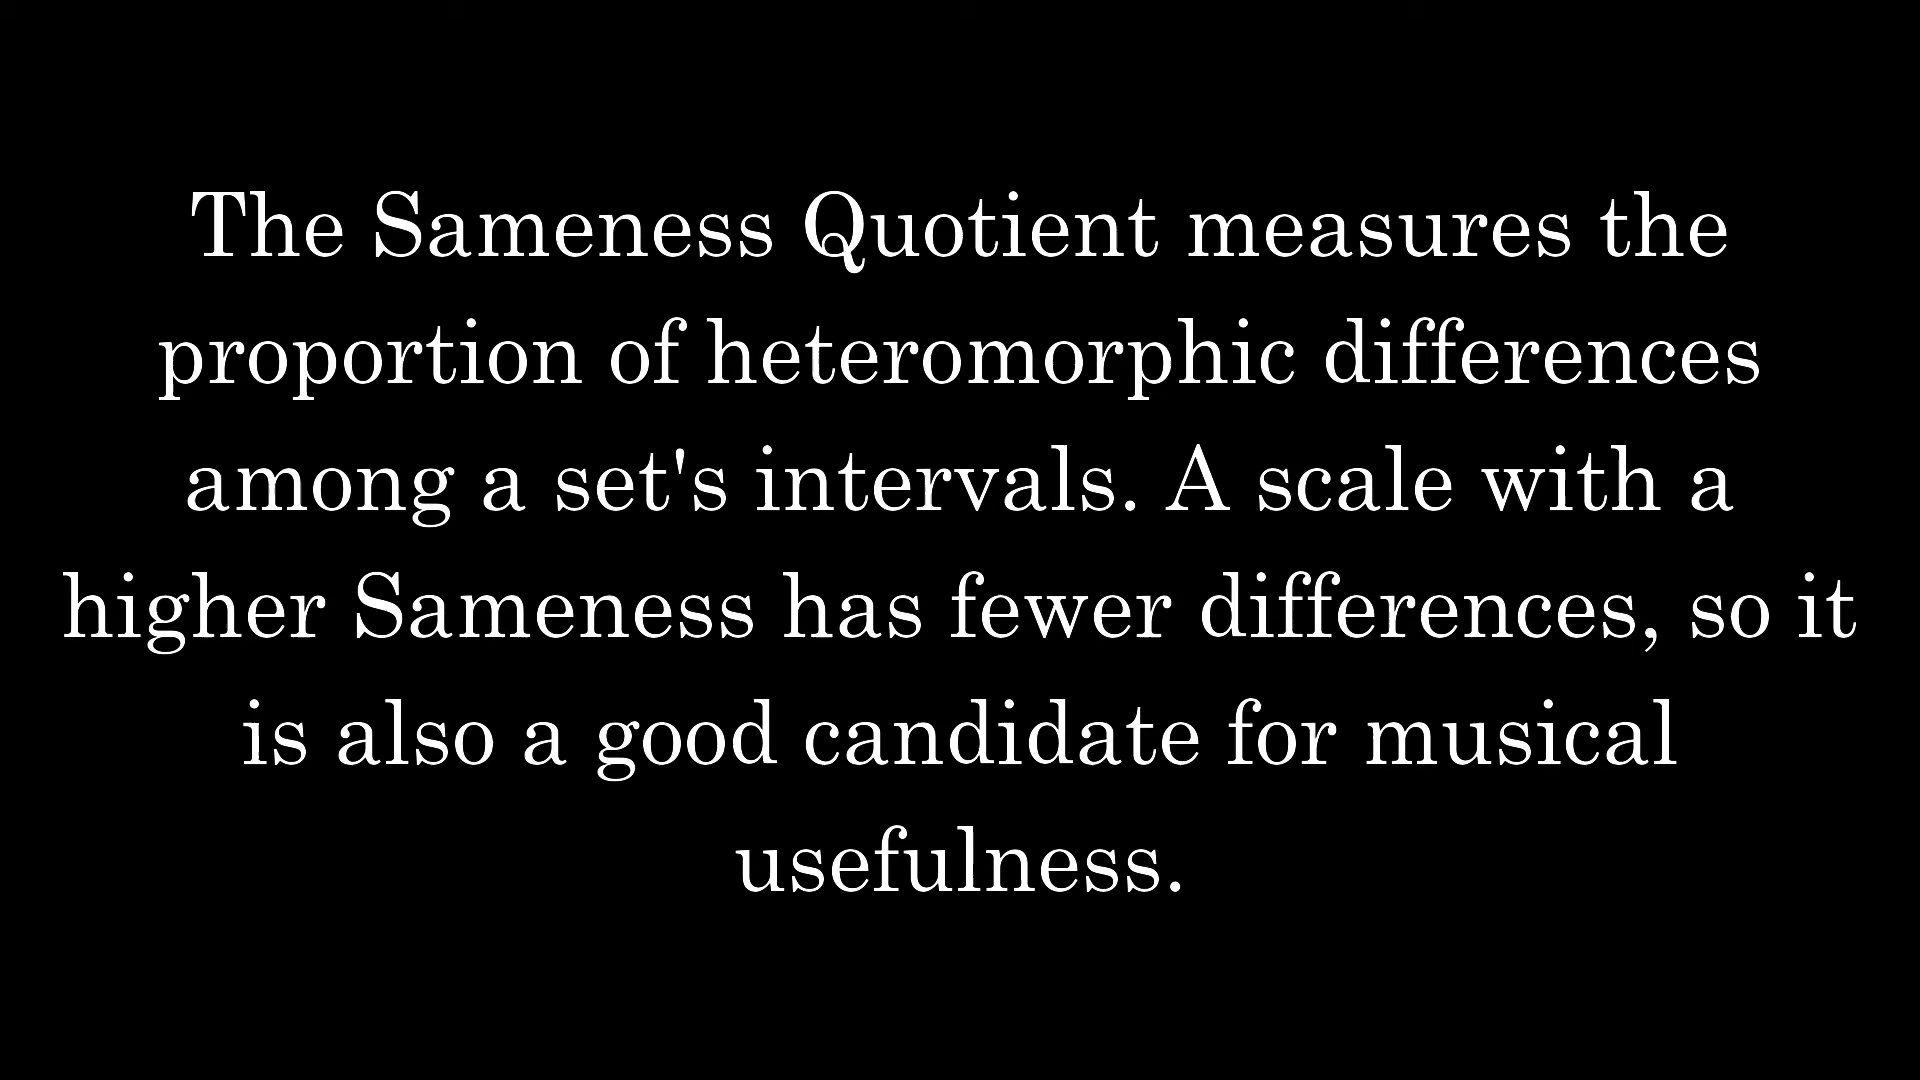 The Sameness Quotient measures the
proportion of heteromorphic differences
among a set's intervals. A scale with a
higher Sameness has fewer differences, so it
is also a good candidate for musical
usefulness.